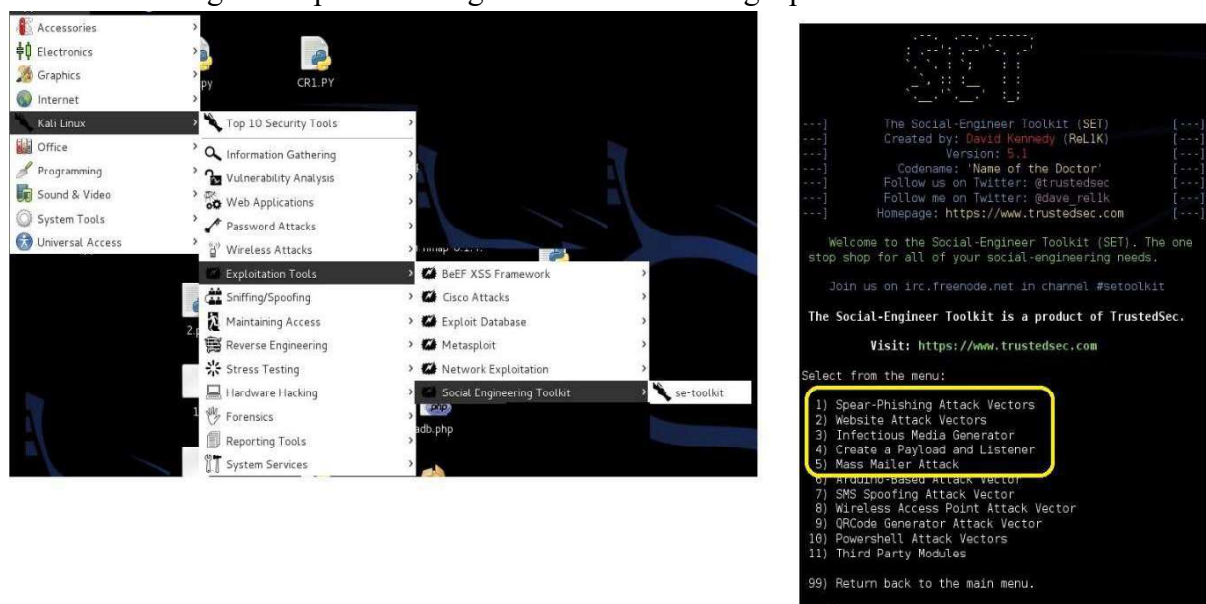 Accessories
Electronics
Graphics
Internet
Kali Linux
Office
Programming
Sound & Video
System Tools
Universal Access
py
CR1.PY
Top 10 Security Tools
Information Gathering
Vulnerability Analysis
Web Applications
Password Attacks
Wireless Attacks
Exploitation Tools
Sniffing/Spoofing
Maintaining Access
Reverse Engineering
Stress Testing
Hardware Hacking
Forensics
Reporting Tools
System Services
BeEF XSS Framework
Cisco Attacks
Exploit Database
Metasploit
Network Exploitation
Social Engineering Toolkit
se-toolkit
adb.php
SET
---] The Social-Engineer Toolkit (SET) [---]
---] Created by: David Kennedy (ReL1K) [---]
---] Version: 5.1 [---]
---] Codename: 'Name of the Doctor' [---]
---] Follow us on Twitter: @trustedsec [---]
---] Follow me on Twitter: @dave_rel1k [---]
---] Homepage: https://www.trustedsec.com [---]
Welcome to the Social-Engineer Toolkit (SET). The one
stop shop for all of your social-engineering needs.
Join us on irc.freenode.net in channel #setoolkit
The Social-Engineer Toolkit is a product of TrustedSec.
Visit: https://www.trustedsec.com
Select from the menu:
1) Spear-Phishing Attack Vectors
2) Website Attack Vectors
3) Infectious Media Generator
4) Create a Payload and Listener
5) Mass Mailer Attack
6) Arduino-Based Attack Vector
7) SMS Spoofing Attack Vector
8) Wireless Access Point Attack Vector
9) QRCode Generator Attack Vector
10) Powershell Attack Vectors
11) Third Party Modules
99) Return back to the main menu.